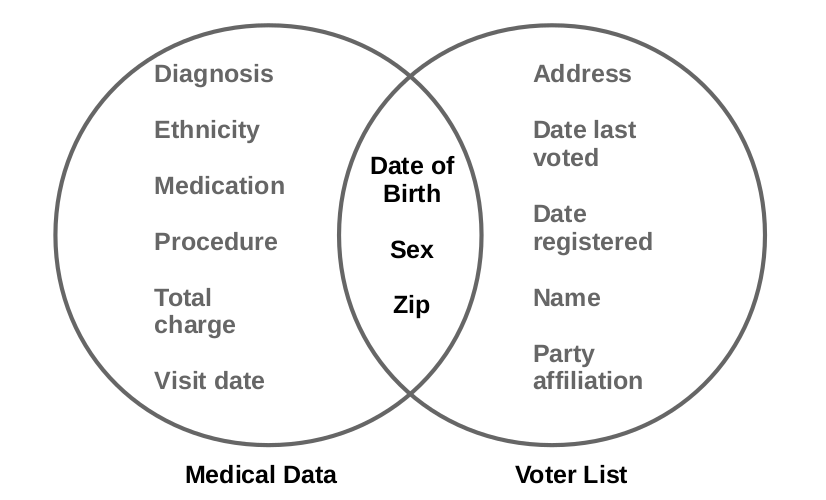 Diagnosis
Ethnicity
Medication
Procedure
Total
charge
Visit date
Date of
Birth
Sex
Zip
Address
Date last
voted
Date
registered
Name
Party
affiliation
Medical Data
Voter List